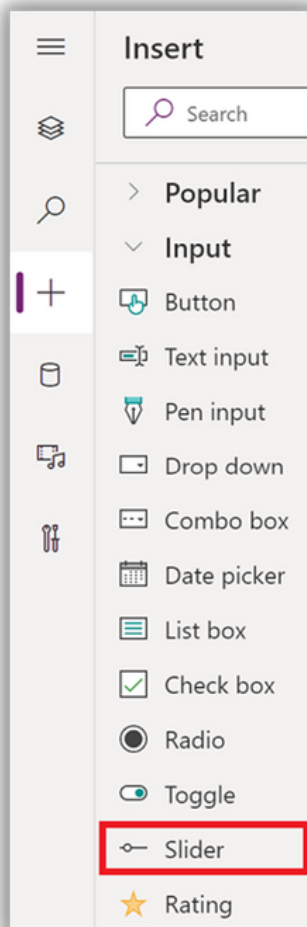 Insert
Search
Popular
Input
Button
Text input
Pen input
Drop down
Combo box
Date picker
List box
Check box
Radio
Toggle
Slider
Rating